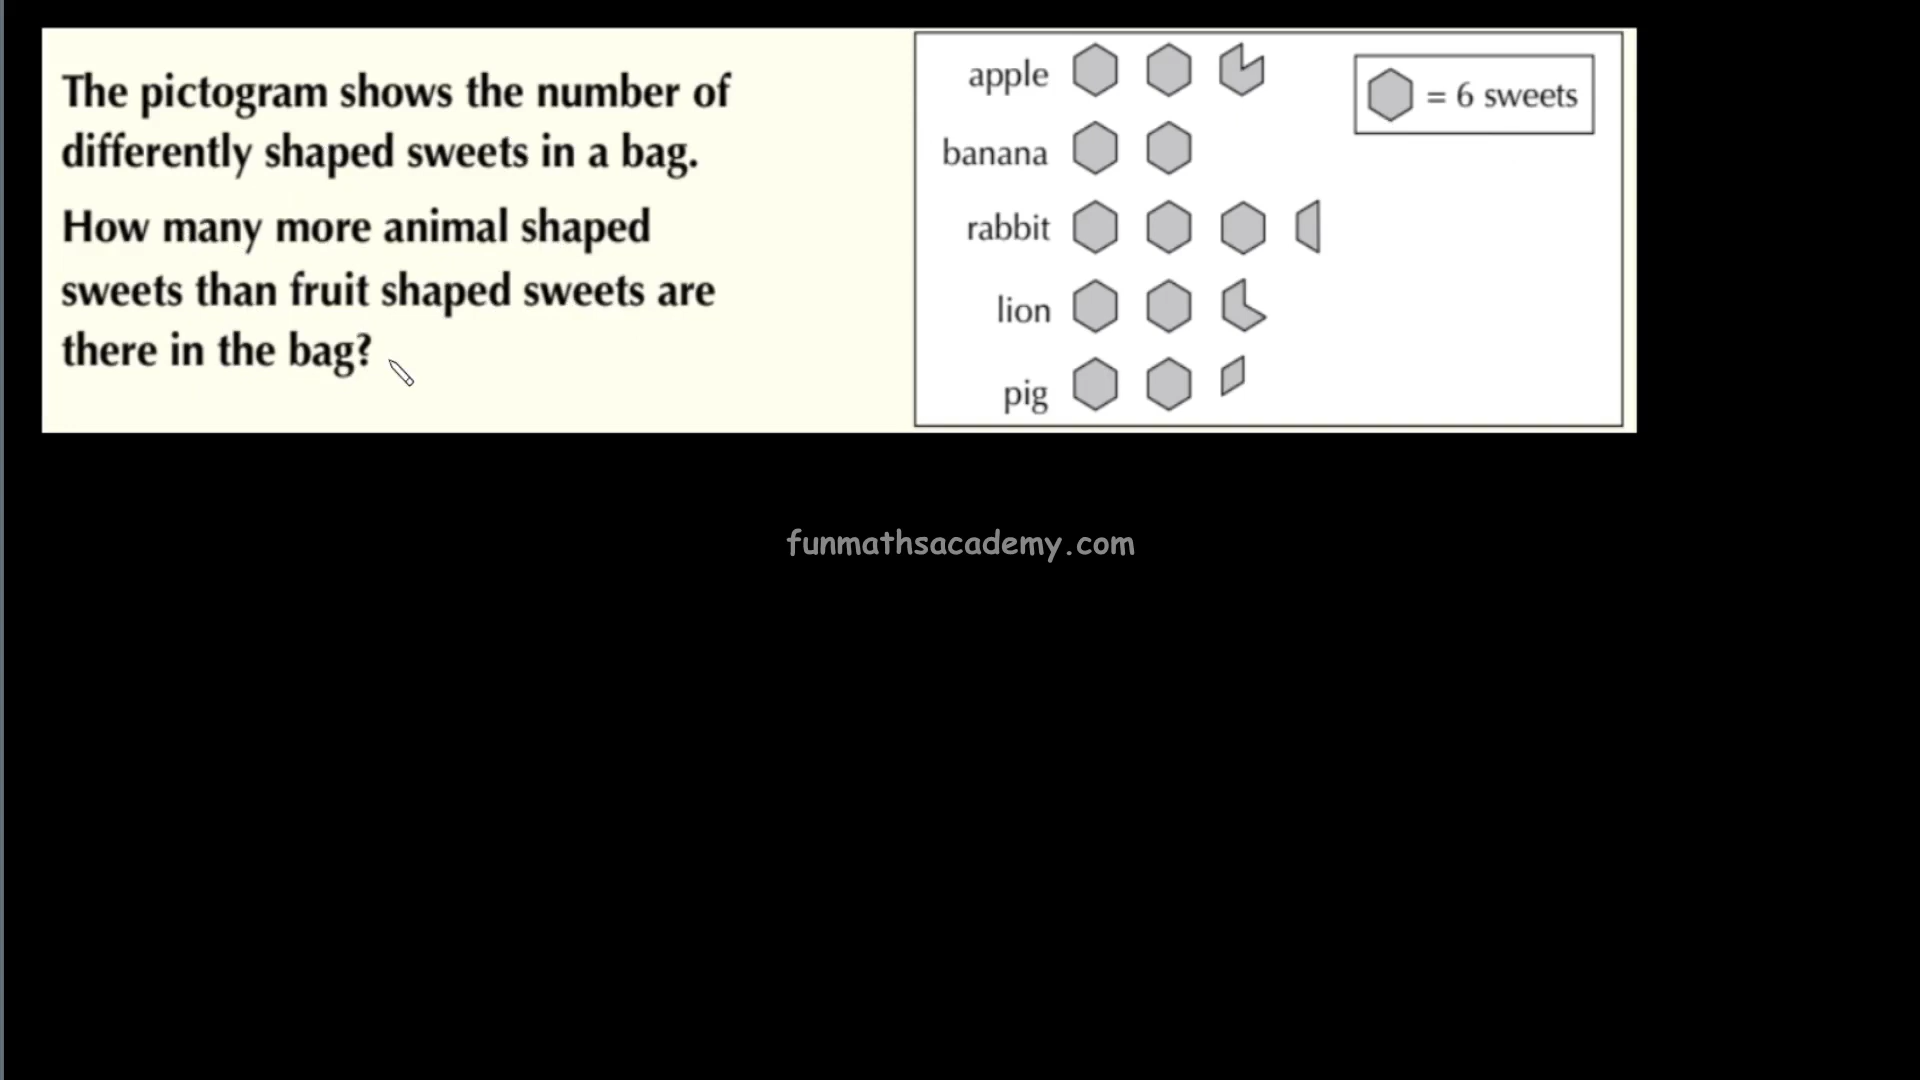 The pictogram shows the number of
differently shaped sweets in a bag.
How many more animal shaped
sweets than fruit shaped sweets are
there in the bag?
apple
= 6 sweets
banana
rabbit
lion
pig
funmathsacademy.com